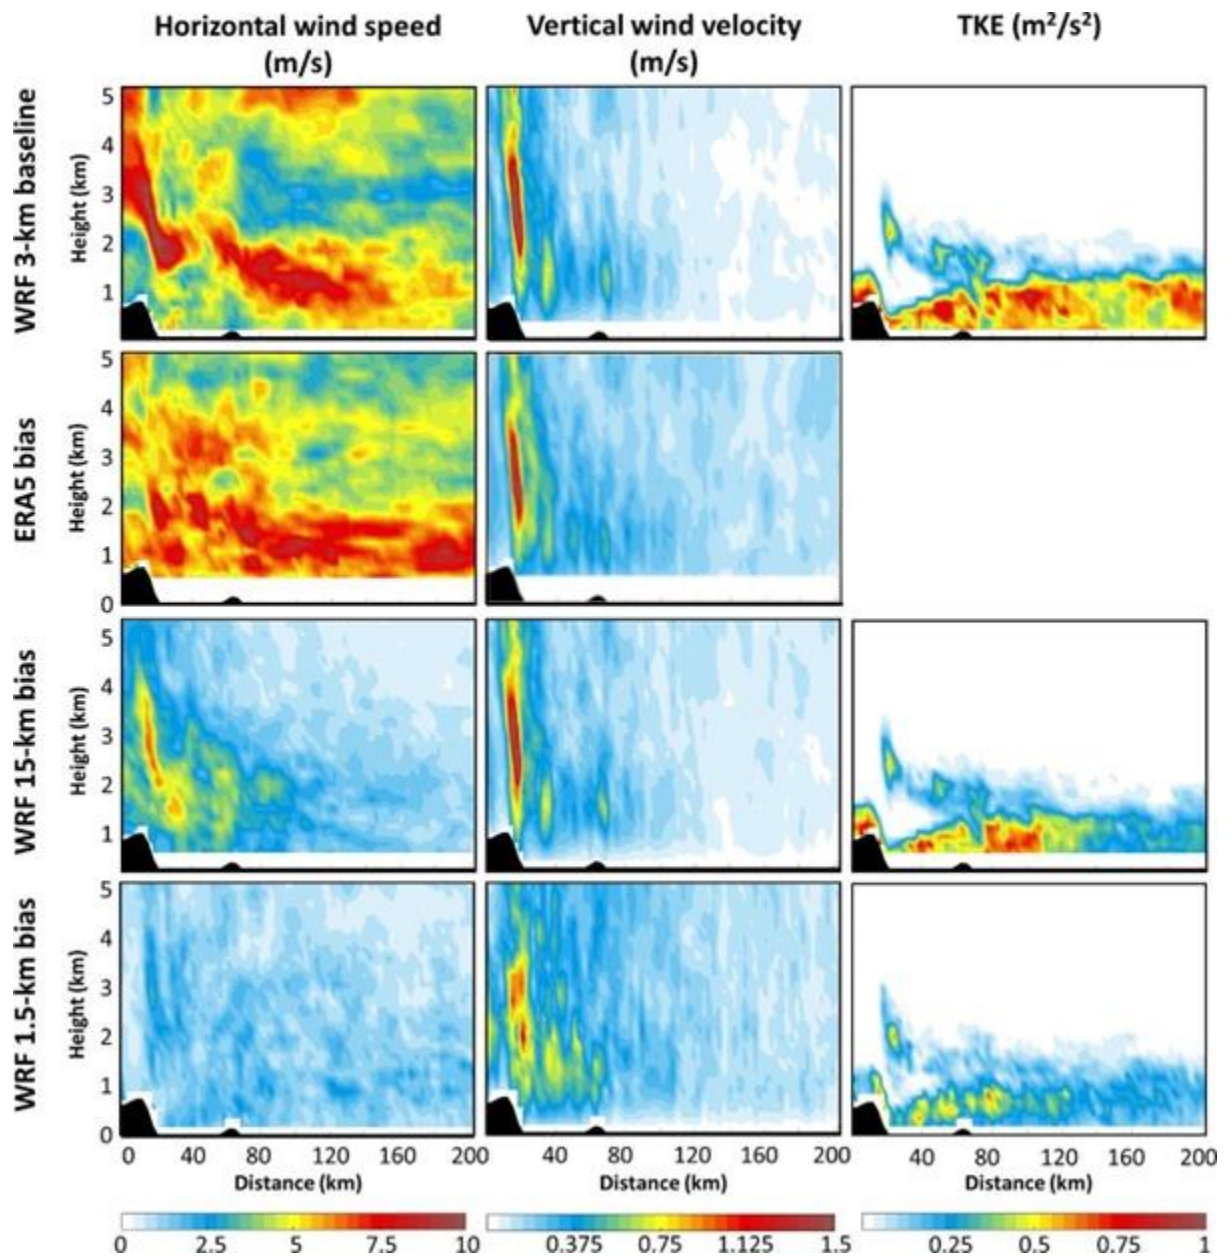 Horizontal wind speed
(m/s)
Vertical wind velocity
(m/s)
TKE (m²/s²)
WRF 3-km baseline
Height (km)
5
4
3
2
1
ERA5 bias
Height (km)
5
4
3
2
1
0
WRF 15-km bias
Height (km)
5
4
3
2
1
WRF 1.5-km bias
Height (km)
5
4
3
2
1
0
0 40 80 120 160 200
40 80 120 160 200
40 80 120 160 200
Distance (km)
Distance (km)
Distance (km)
0 2.5 5 7.5 10
0.375 0.75 1.125 1.5
0.25 0.5 0.75 1